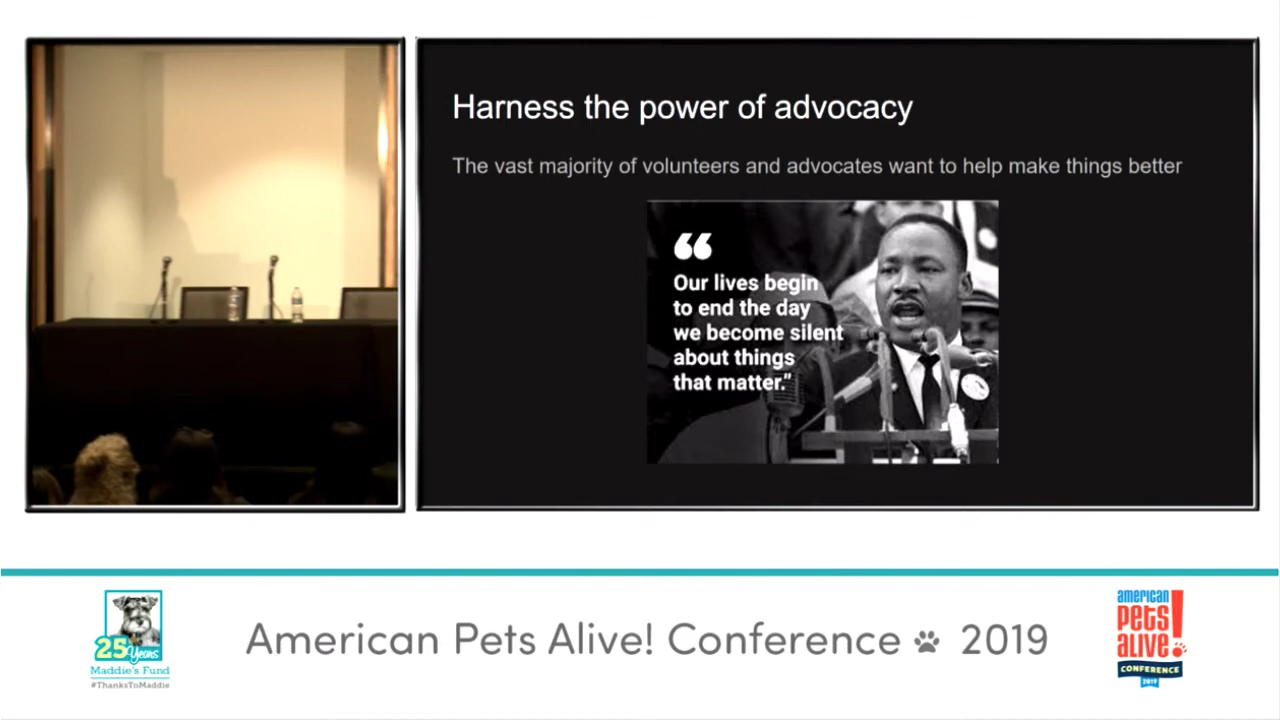 Harness the power of advocacy
The vast majority of volunteers and advocates want to help make things better
“
Our lives begin
to end the day
we become silent
about things
that matter.”
25 Years
Maddie's Fund
#ThanksToMaddie
American Pets Alive! Conference 2019
american
pets
alive!
CONFERENCE
2019